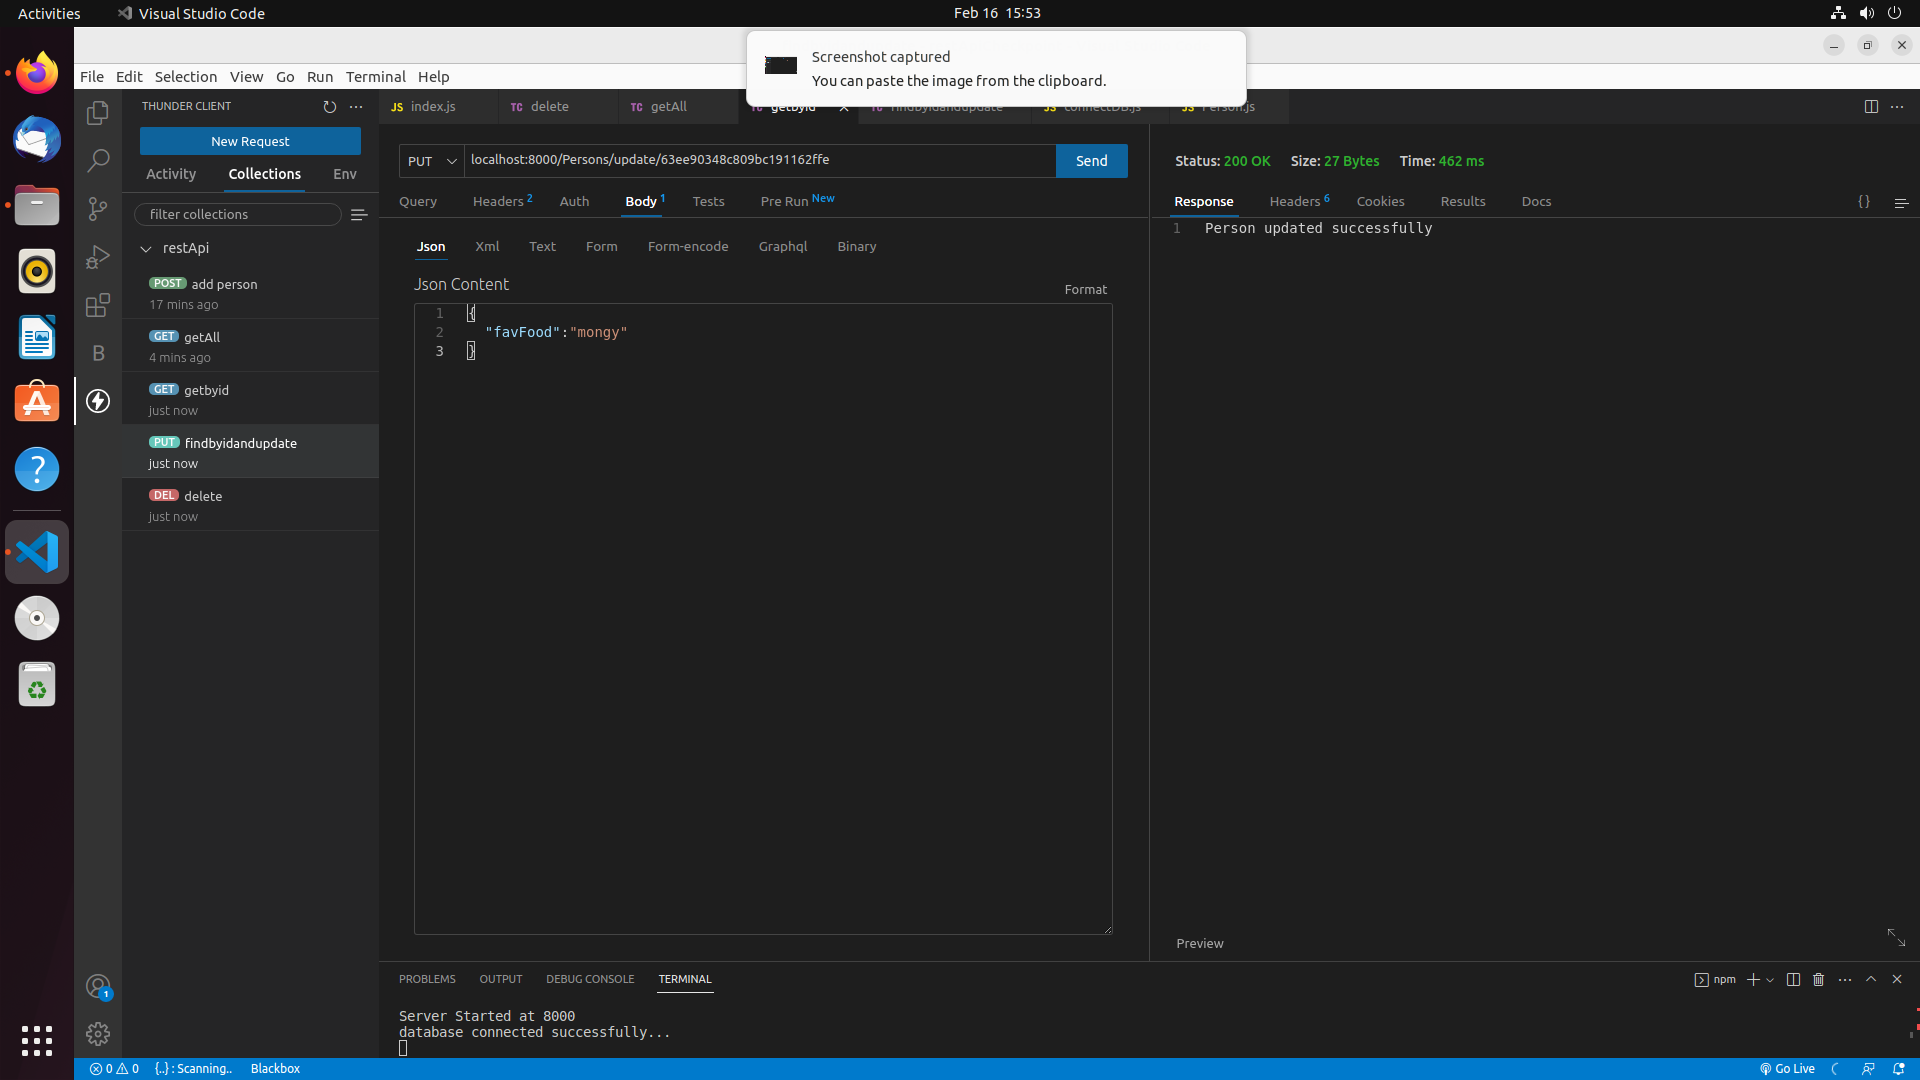 Activities
Visual Studio Code
Feb 16 15:53
Screenshot captured
You can paste the image from the clipboard.
File Edit Selection View Go Run Terminal Help
THUNDER CLIENT
JS index.js
TC delete
TC getAll
TC getbyid
TC findbyidandupdate
JS connectDB.js
JS Person.js
New Request
Activity Collections Env
filter collections
restApi
POST add person
17 mins ago
GET getAll
4 mins ago
GET getbyid
just now
PUT findbyidandupdate
just now
DEL delete
just now
PUT localhost:8000/Persons/update/63ee90348c809bc191162ffe Send
Query Headers 2 Auth Body 1 Tests Pre Run New
Json Xml Text Form Form-encode Graphql Binary
Json Content
Format
1 {
2 "favFood":"mongy"
3 }
Status: 200 OK Size: 27 Bytes Time: 462 ms
Response Headers 6 Cookies Results Docs {}
1 Person updated successfully
Preview
PROBLEMS OUTPUT DEBUG CONSOLE TERMINAL
npm
Server Started at 8000
database connected successfully...
B
1
0 0 {..} : Scanning.. Blackbox
Go Live